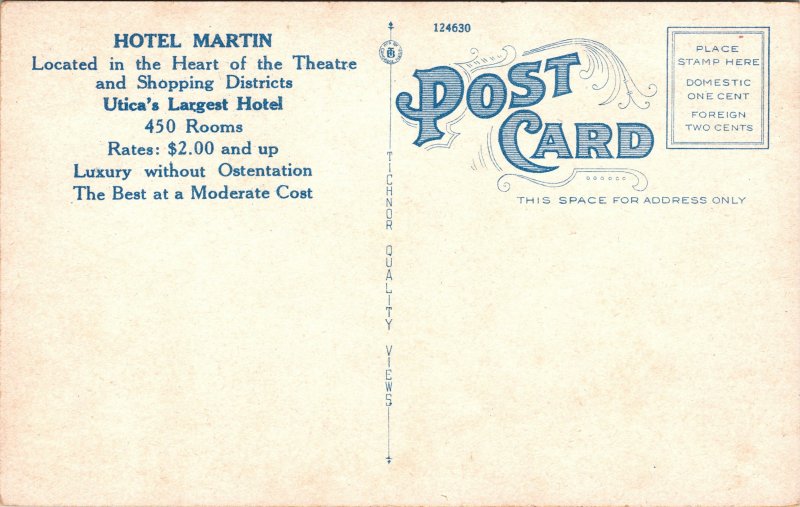 HOTEL MARTIN
Located in the Heart of the Theatre
and Shopping Districts
Utica's Largest Hotel
450 Rooms
Rates: $2.00 and up
Luxury without Ostentation
The Best at a Moderate Cost
TICHNOR QUALITY VIEWS
124630
POST
CARD
THIS SPACE FOR ADDRESS ONLY
PLACE
STAMP HERE
DOMESTIC
ONE CENT
FOREIGN
TWO CENTS